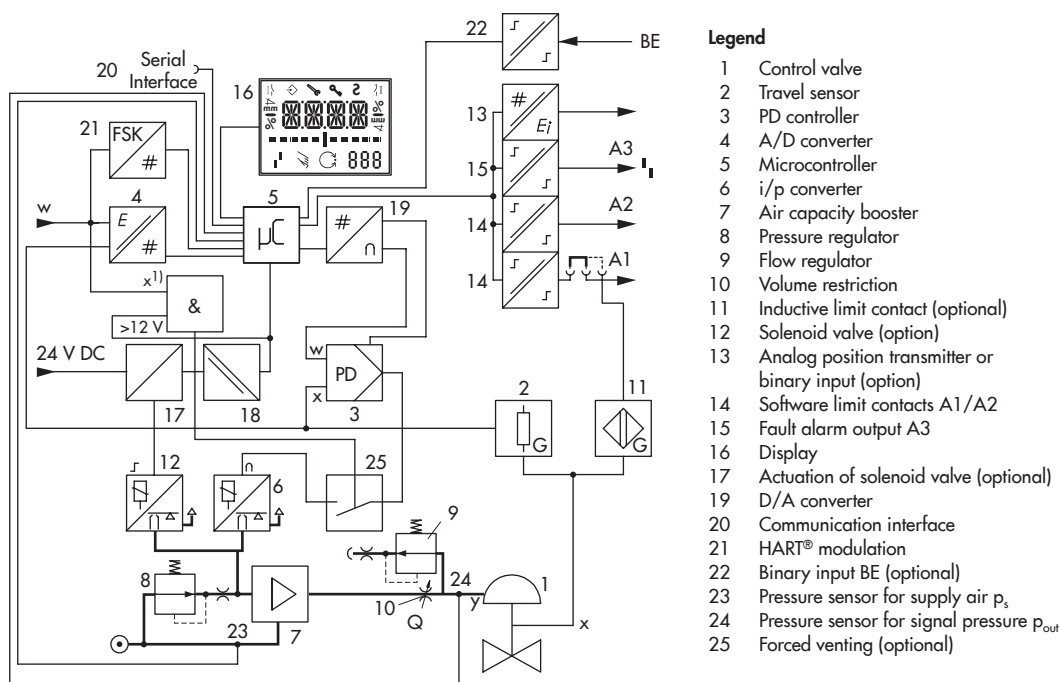 22
BE
20
Serial
Interface
16
13
#
Ei
21
FSK
#
15
A3
4
E
#
w
5
µC
#
∩
19
14
A2
14
A1
x1)
&
>12 V
24 V DC
17
18
w
PD
x
3
2
G
11
G
12
6
∩
25
8
9
10
Q
24
y
1
x
23
7
Legend
1 Control valve
2 Travel sensor
3 PD controller
4 A/D converter
5 Microcontroller
6 i/p converter
7 Air capacity booster
8 Pressure regulator
9 Flow regulator
10 Volume restriction
11 Inductive limit contact (optional)
12 Solenoid valve (option)
13 Analog position transmitter or
binary input (option)
14 Software limit contacts A1/A2
15 Fault alarm output A3
16 Display
17 Actuation of solenoid valve (optional)
19 D/A converter
20 Communication interface
21 HART® modulation
22 Binary input BE (optional)
23 Pressure sensor for supply air ps
24 Pressure sensor for signal pressure pout
25 Forced venting (optional)